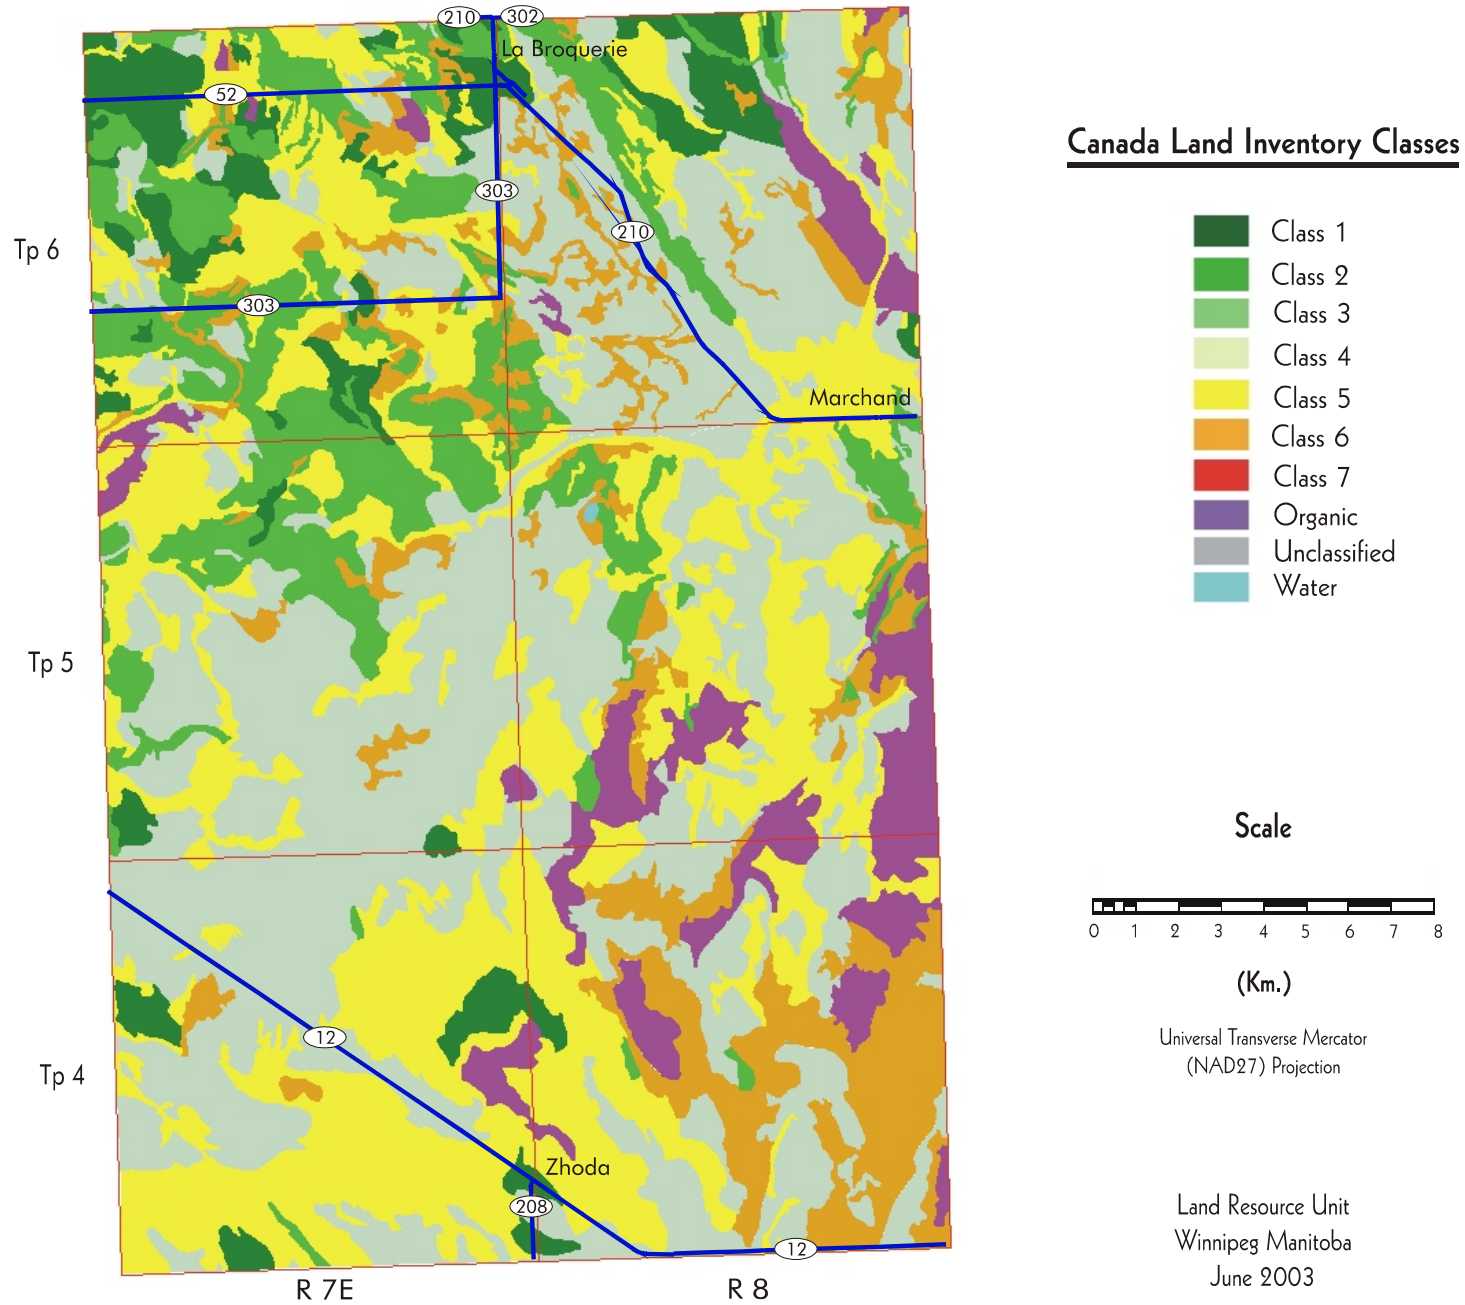 210 302
La Broquerie
52
303
210
Tp 6
303
Marchand
Tp 5
12
Tp 4
Zhoda
208
12
R 7E R 8
Canada Land Inventory Classes
Class 1
Class 2
Class 3
Class 4
Class 5
Class 6
Class 7
Organic
Unclassified
Water
Scale
0 1 2 3 4 5 6 7 8
(Km.)
Universal Transverse Mercator
(NAD27) Projection
Land Resource Unit
Winnipeg Manitoba
June 2003